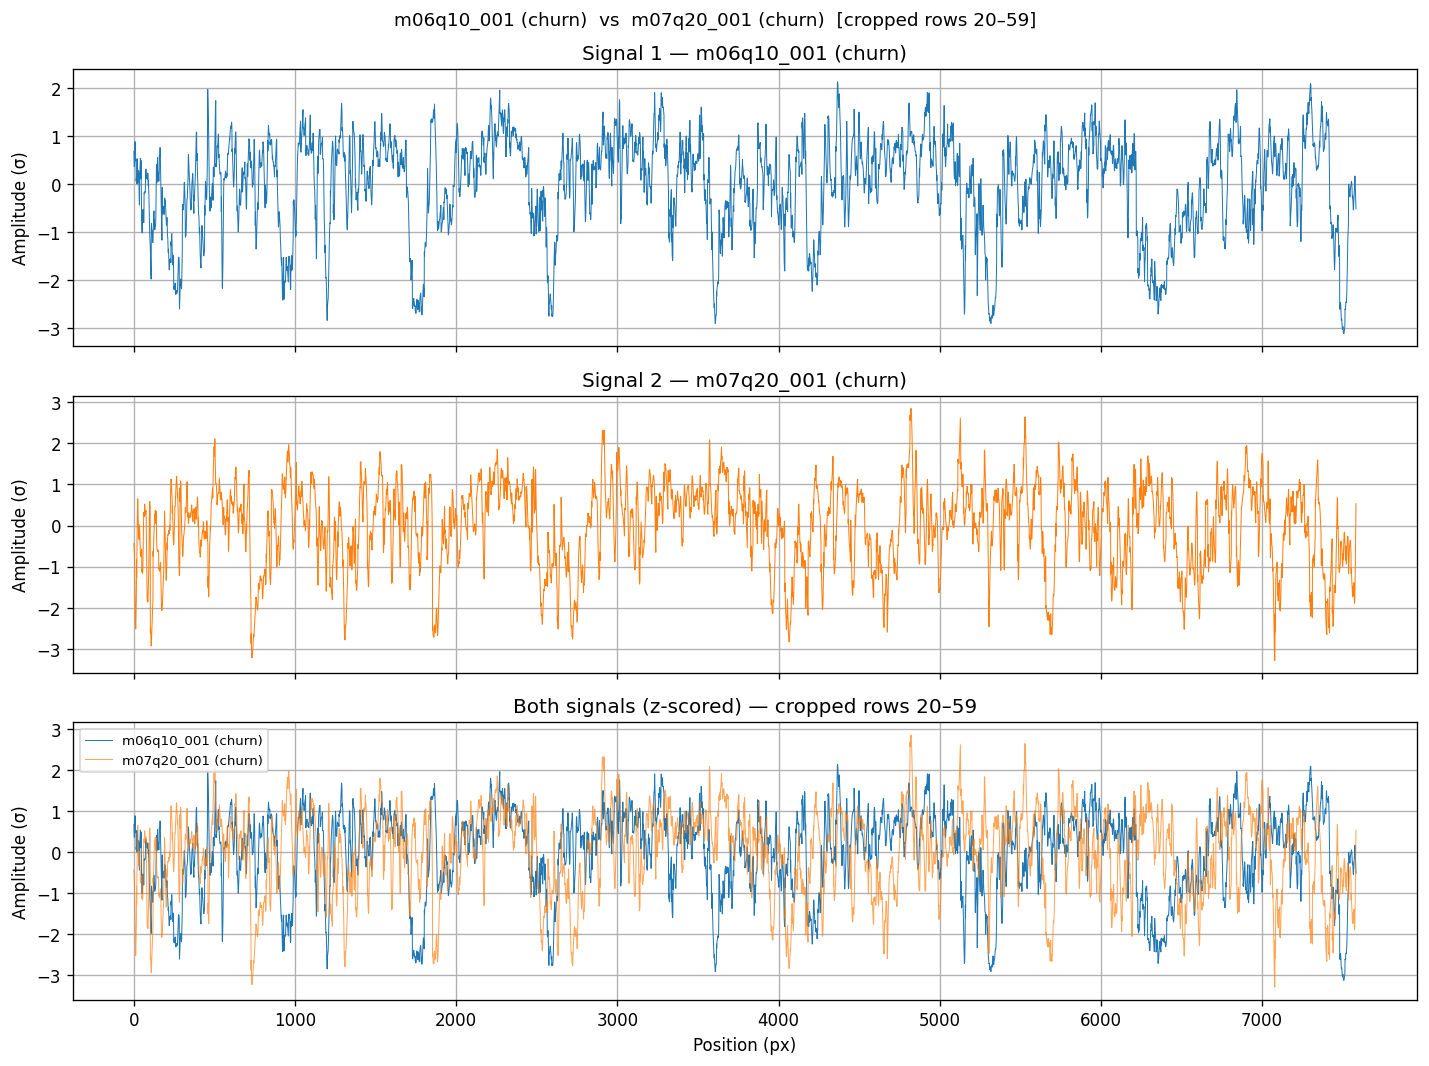 m06q10_001 (churn)  vs  m07q20_001 (churn)  [cropped rows 20–59]
Signal 1 — m06q10_001 (churn)
Amplitude (σ)
2
1
0
−1
−2
−3
Signal 2 — m07q20_001 (churn)
Amplitude (σ)
3
2
1
0
−1
−2
−3
Both signals (z-scored) — cropped rows 20–59
m06q10_001 (churn)
m07q20_001 (churn)
Amplitude (σ)
3
2
1
0
−1
−2
−3
0 1000 2000 3000 4000 5000 6000 7000
Position (px)